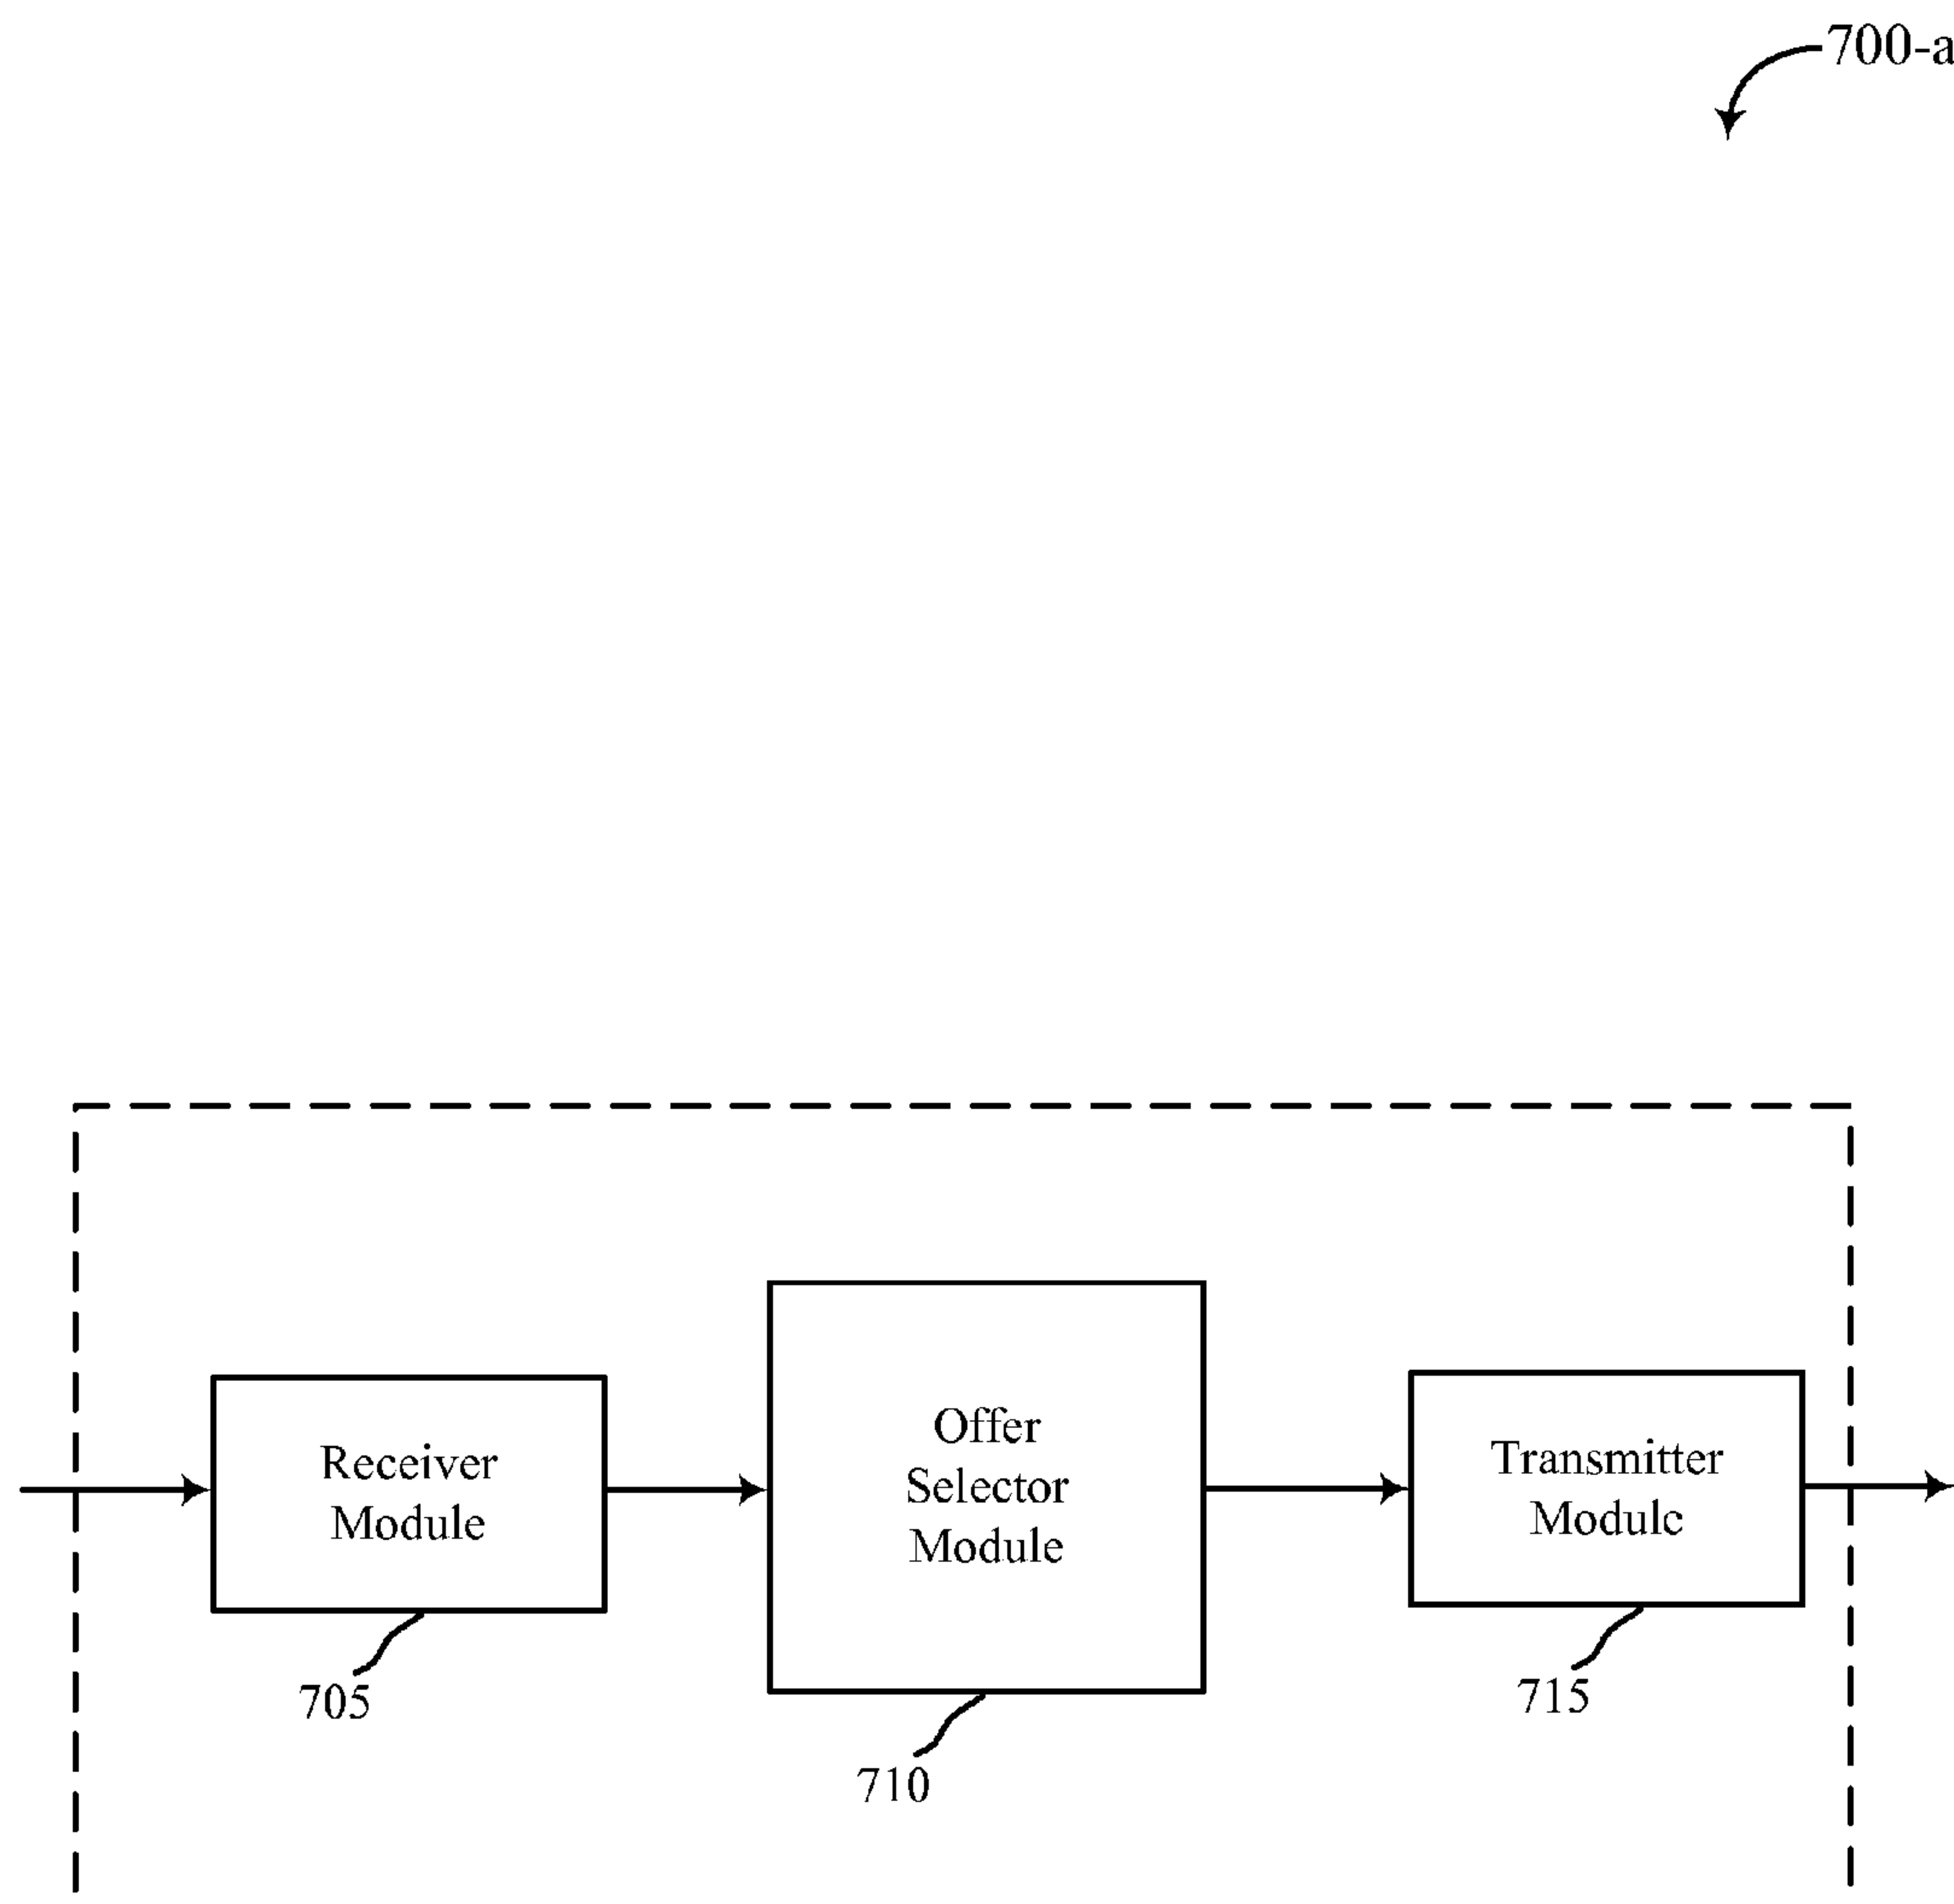 700-a
Receiver
Module
705
Offer
Selector
Module
710
Transmitter
Module
715